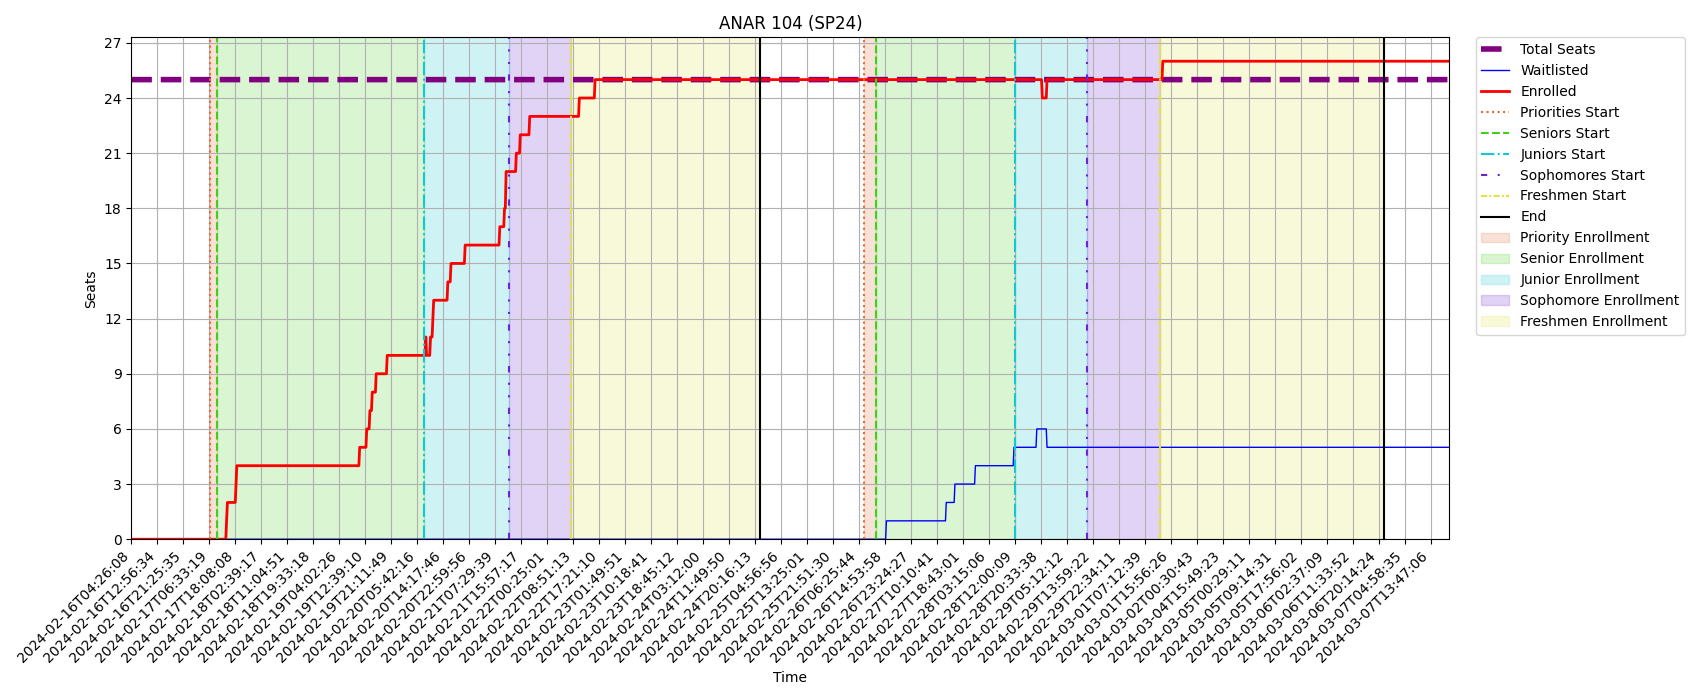 ANAR 104 (SP24)
27
24
21
18
15
12
9
6
3
0
Seats
2024-02-16T04:26:08
2024-02-16T12:56:34
2024-02-16T21:25:35
2024-02-17T06:33:19
2024-02-17T18:08:08
2024-02-18T02:39:17
2024-02-18T11:04:51
2024-02-18T19:33:18
2024-02-19T04:02:26
2024-02-19T12:39:10
2024-02-19T21:11:49
2024-02-20T05:42:16
2024-02-20T14:17:46
2024-02-20T22:59:56
2024-02-21T07:29:39
2024-02-21T15:57:17
2024-02-22T00:25:01
2024-02-22T08:51:13
2024-02-22T17:21:10
2024-02-23T01:49:51
2024-02-23T10:18:41
2024-02-23T18:45:12
2024-02-24T03:12:00
2024-02-24T11:49:50
2024-02-24T20:16:13
2024-02-25T04:56:56
2024-02-25T13:25:01
2024-02-25T21:51:30
2024-02-26T06:25:44
2024-02-26T14:53:58
2024-02-26T23:24:27
2024-02-27T10:10:41
2024-02-27T18:43:01
2024-02-28T03:15:06
2024-02-28T12:00:09
2024-02-28T20:33:38
2024-02-29T05:12:12
2024-02-29T13:59:22
2024-02-29T22:34:11
2024-03-01T07:12:39
2024-03-01T15:56:26
2024-03-02T00:30:43
2024-03-04T15:49:23
2024-03-05T00:29:11
2024-03-05T09:14:31
2024-03-05T17:56:02
2024-03-06T02:37:09
2024-03-06T11:33:52
2024-03-06T20:14:24
2024-03-07T04:58:35
2024-03-07T13:47:06
Time
Total Seats
Waitlisted
Enrolled
Priorities Start
Seniors Start
Juniors Start
Sophomores Start
Freshmen Start
End
Priority Enrollment
Senior Enrollment
Junior Enrollment
Sophomore Enrollment
Freshmen Enrollment